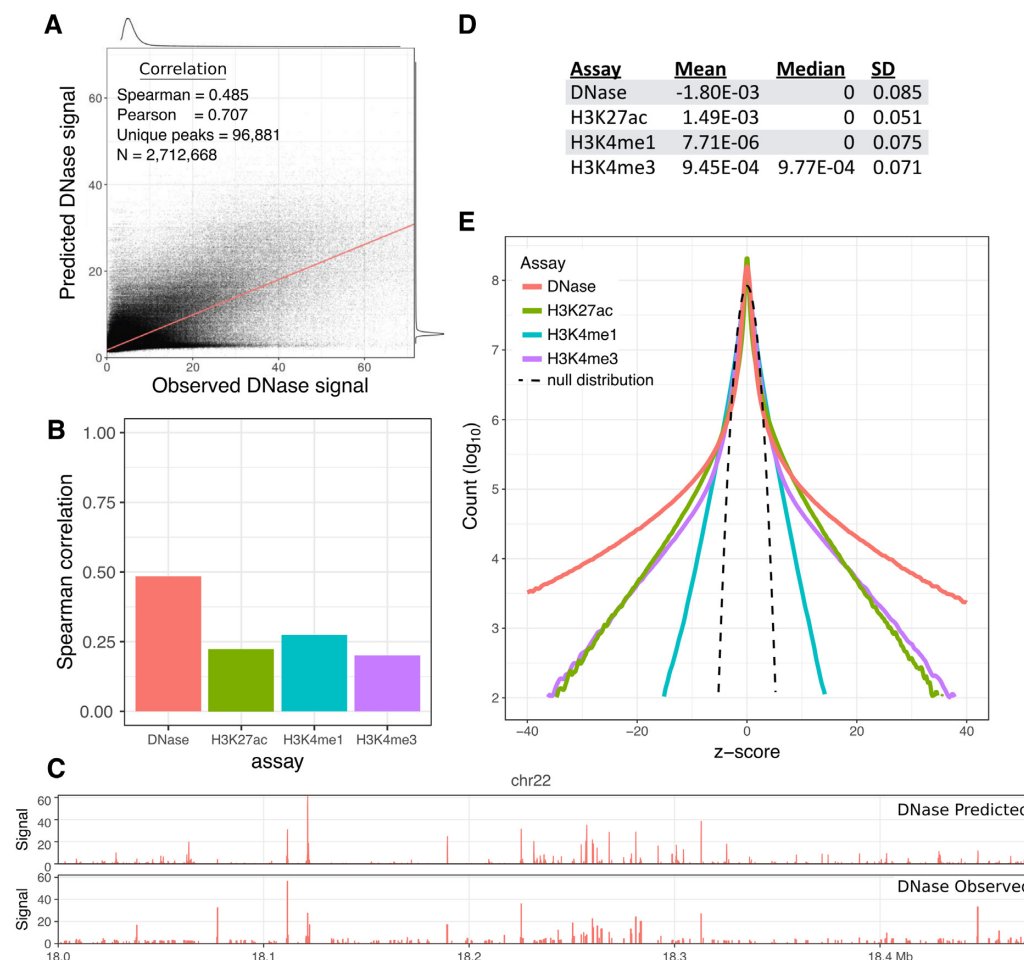 A
Correlation
Spearman = 0.485
Pearson = 0.707
Unique peaks = 96,881
N = 2,712,668
Predicted DNase signal
60
40
20
0
0 20 40 60
Observed DNase signal
B
Spearman correlation
1.00
0.75
0.50
0.25
0.00
DNase H3K27ac H3K4me1 H3K4me3
assay
D
Assay Mean Median SD
DNase -1.80E-03 0 0.085
H3K27ac 1.49E-03 0 0.051
H3K4me1 7.71E-06 0 0.075
H3K4me3 9.45E-04 9.77E-04 0.071
E
Assay
DNase
H3K27ac
H3K4me1
H3K4me3
null distribution
Count (log10)
8
7
6
5
4
3
2
−40 −20 0 20 40
z−score
C
chr22
Signal
60
40
20
0
DNase Predicted
Signal
60
40
20
0
DNase Observed
18.0 18.1 18.2 18.3 18.4 Mb